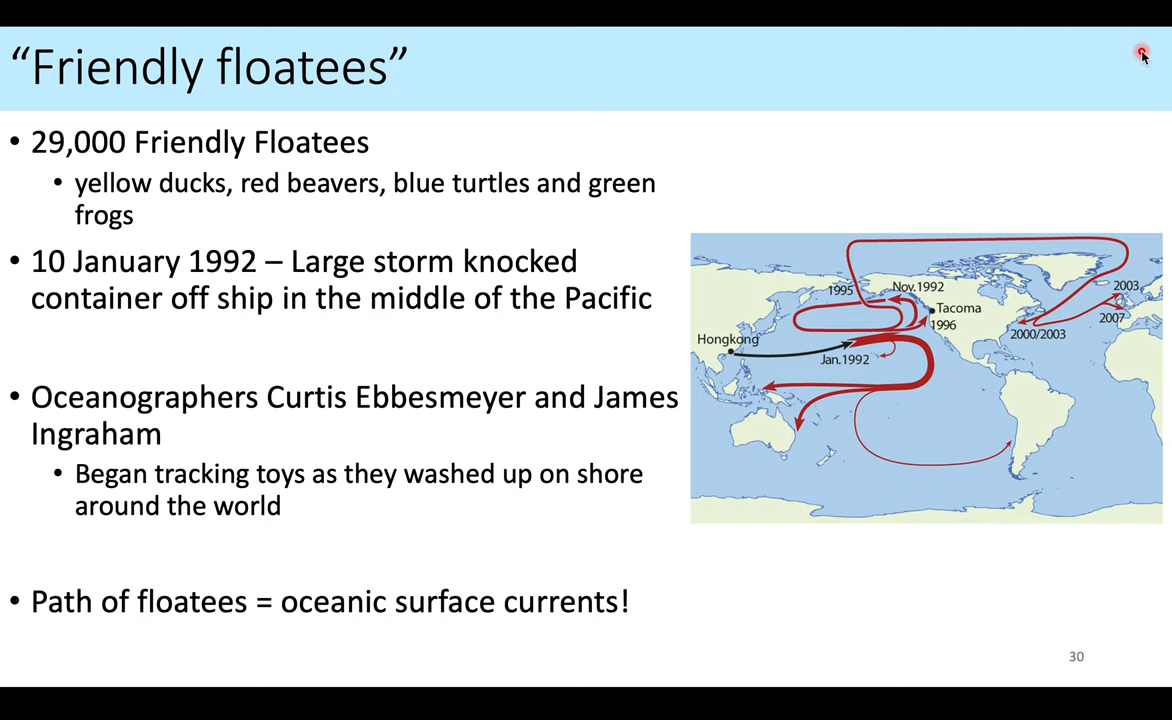 “Friendly floatees”
• 29,000 Friendly Floatees
• yellow ducks, red beavers, blue turtles and green
frogs
• 10 January 1992 – Large storm knocked
container off ship in the middle of the Pacific
• Oceanographers Curtis Ebbesmeyer and James
Ingraham
• Began tracking toys as they washed up on shore
around the world
• Path of floatees = oceanic surface currents!
1995
Nov.1992
2003
Tacoma
1996
2007
2000/2003
Hongkong
Jan.1992
30